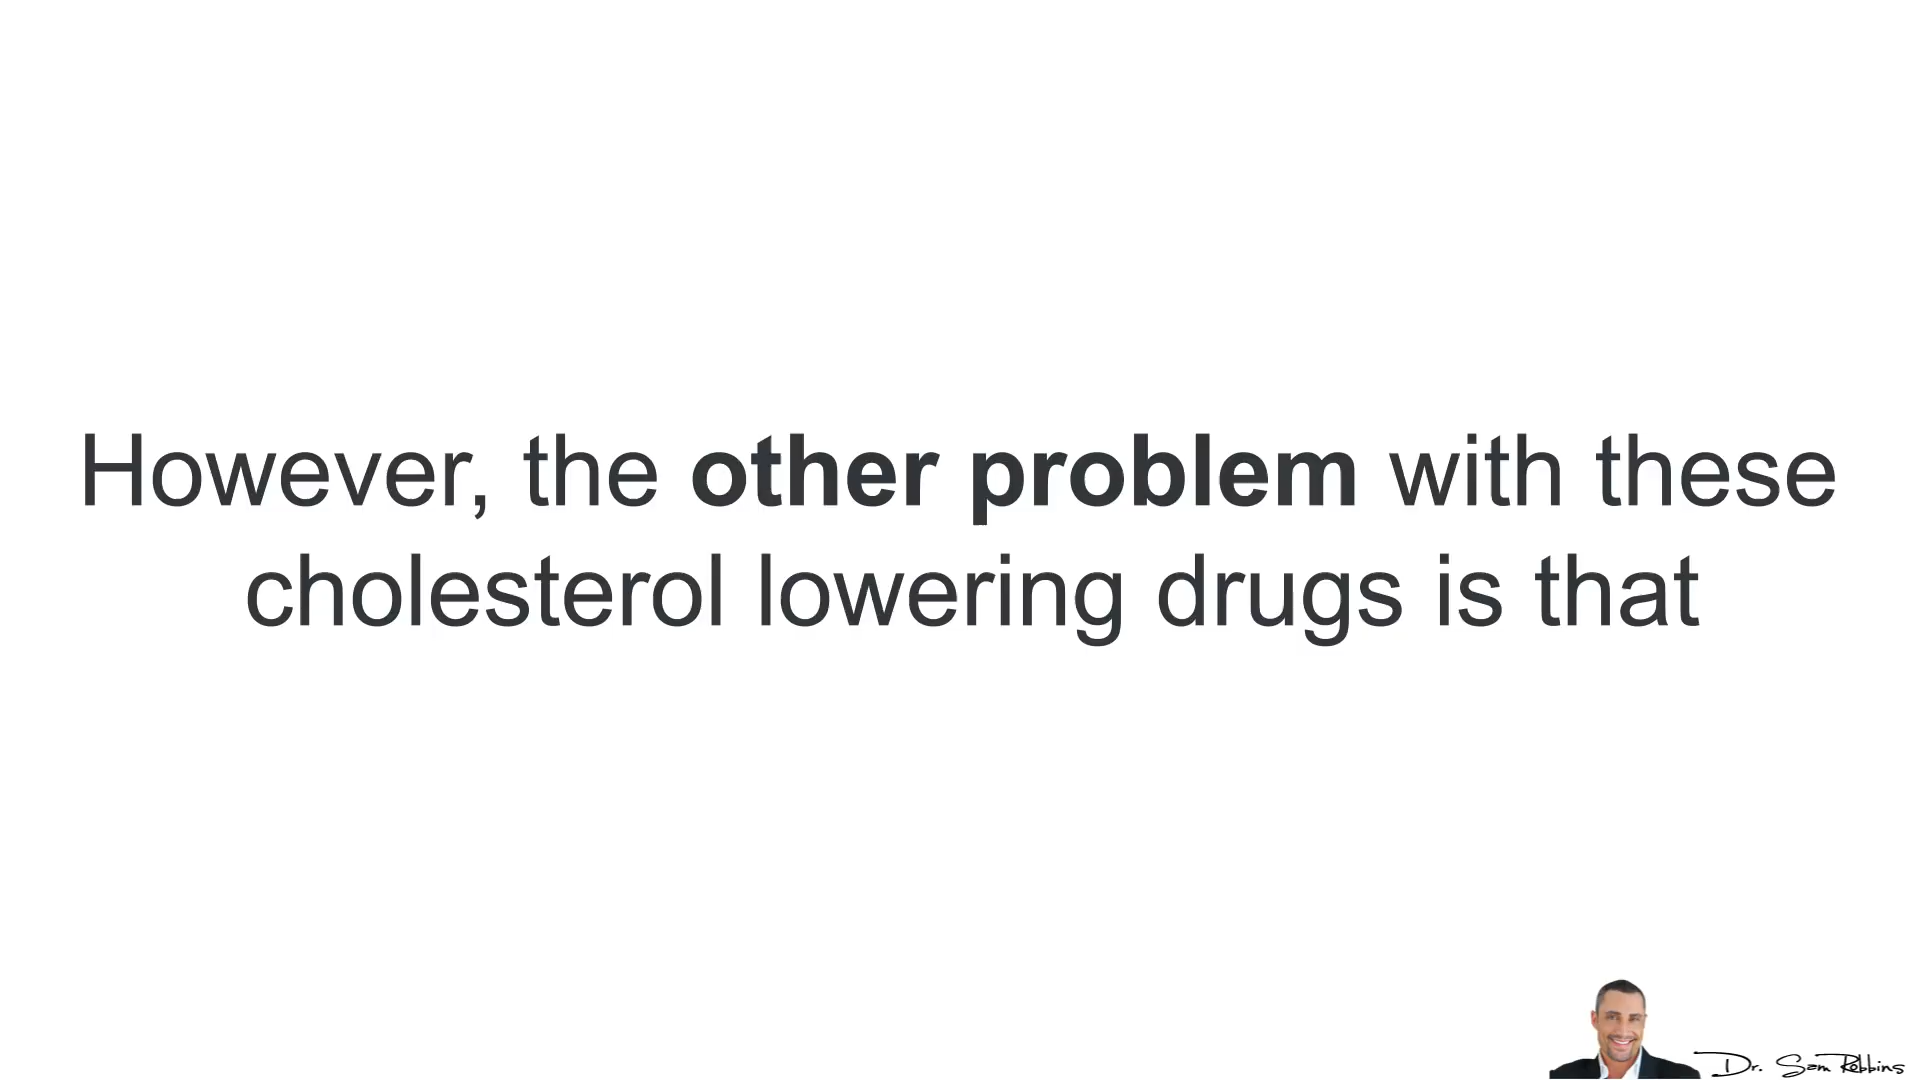 However, the other problem with these
cholesterol lowering drugs is that
Dr. Sam Robbins